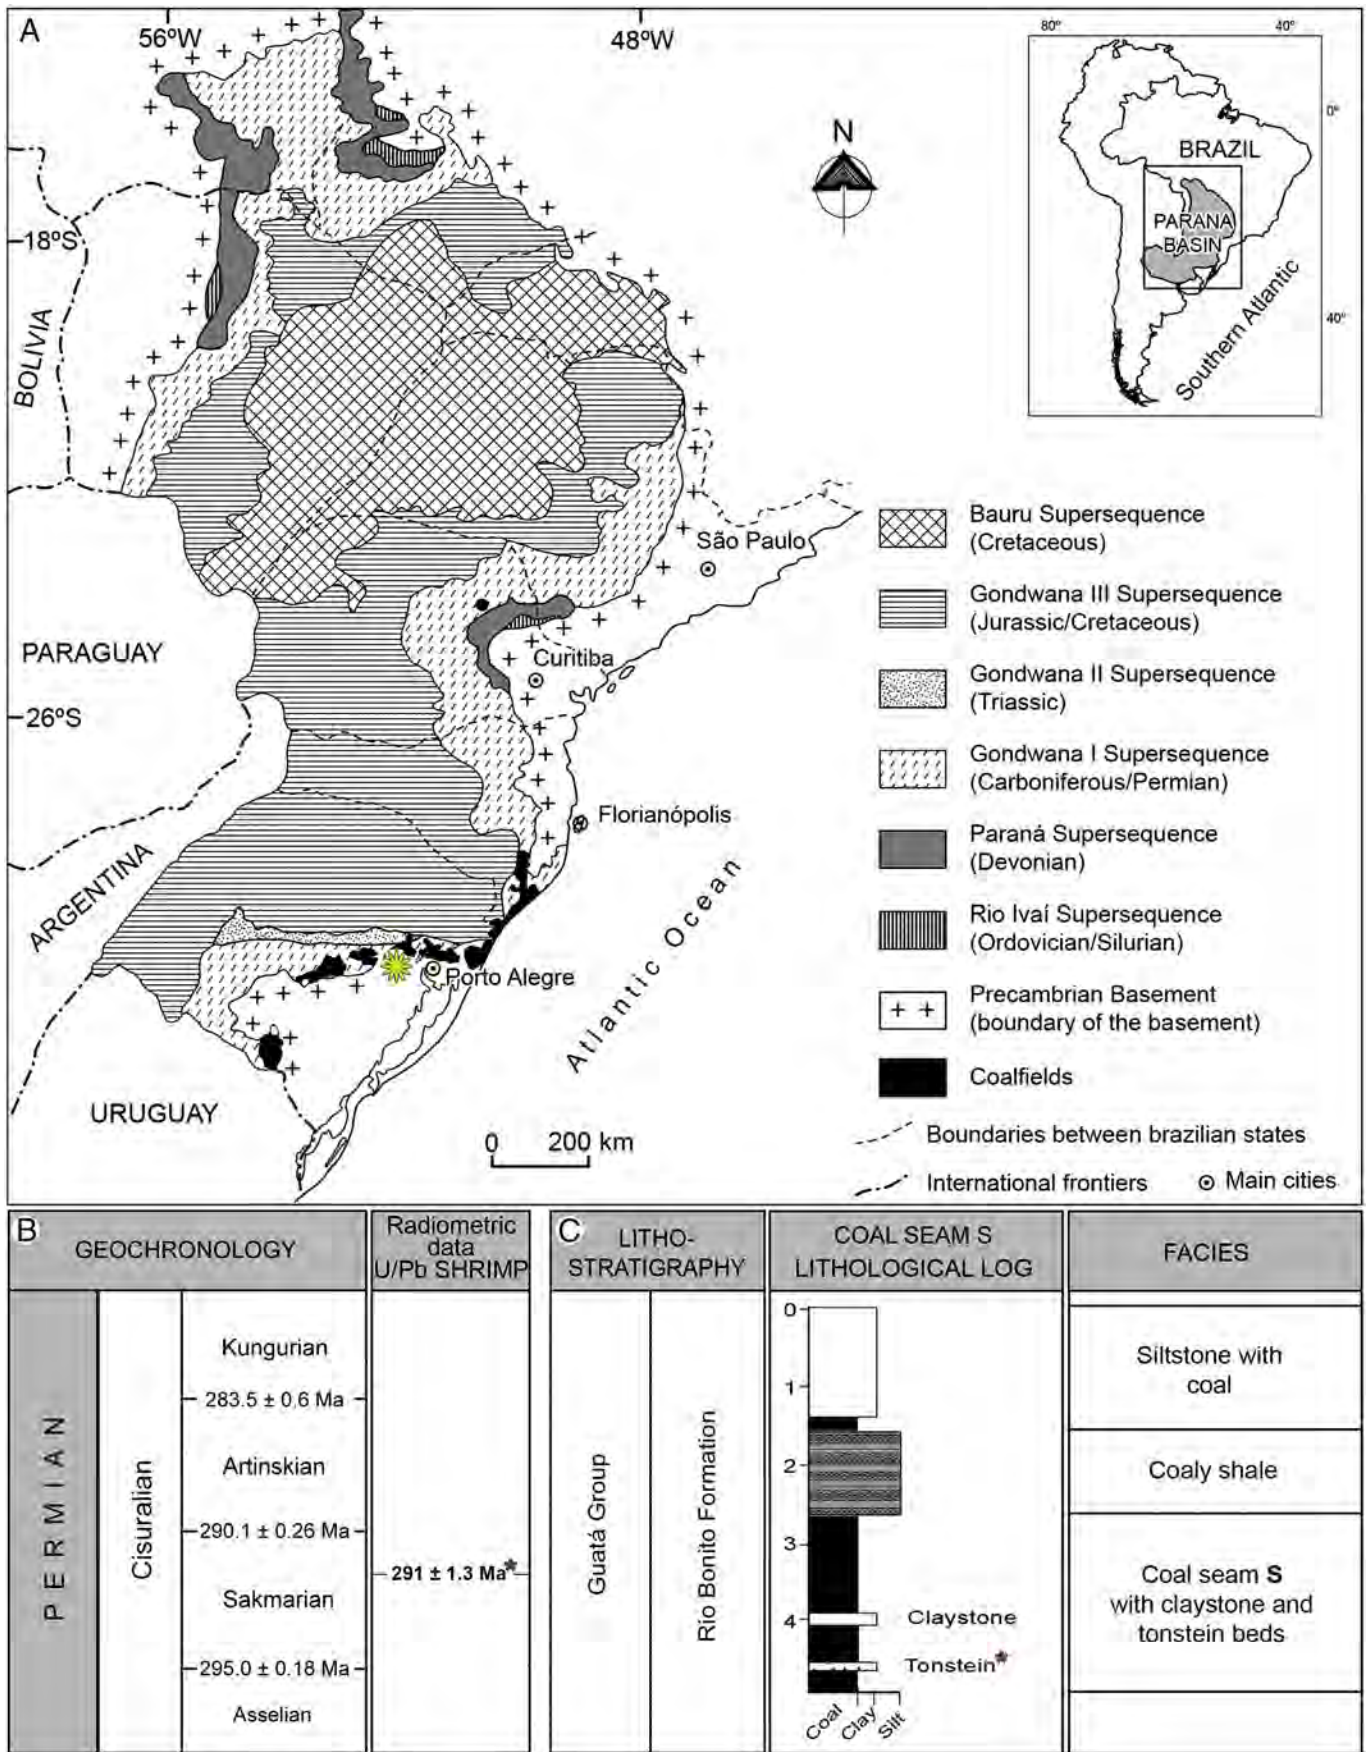 A
56ºW
48ºW
18ºS
26ºS
N
80º
40º
0º
40º
BRAZIL
PARANA
BASIN
Southern Atlantic
BOLIVIA
PARAGUAY
ARGENTINA
URUGUAY
São Paulo
Curitiba
Florianópolis
Porto Alegre
Atlantic Ocean
0 200 km
Bauru Supersequence
(Cretaceous)
Gondwana III Supersequence
(Jurassic/Cretaceous)
Gondwana II Supersequence
(Triassic)
Gondwana I Supersequence
(Carboniferous/Permian)
Paraná Supersequence
(Devonian)
Rio Ivaí Supersequence
(Ordovician/Silurian)
Precambrian Basement
(boundary of the basement)
Coalfields
Boundaries between brazilian states
International frontiers
Main cities
B
GEOCHRONOLOGY
Radiometric
data
U/Pb SHRIMP
PERMIAN
Cisuralian
Kungurian
283.5 ± 0.6 Ma
Artinskian
290.1 ± 0.26 Ma
Sakmarian
295.0 ± 0.18 Ma
Asselian
291 ± 1.3 Ma*
C
LITHO-
STRATIGRAPHY
COAL SEAM S
LITHOLOGICAL LOG
FACIES
Guatá Group
Rio Bonito Formation
0
1
2
3
4
Claystone
Tonstein*
Coal
Clay
Silt
Siltstone with
coal
Coaly shale
Coal seam S
with claystone and
tonstein beds